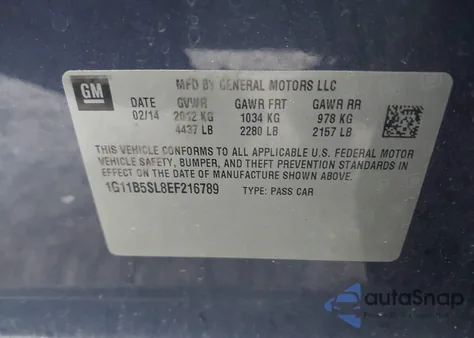 GM
MFD BY GENERAL MOTORS LLC
DATE GVWR GAWR FRT GAWR RR
02/14 2012 KG 1034 KG 978 KG
4437 LB 2280 LB 2157 LB
THIS VEHICLE CONFORMS TO ALL APPLICABLE U.S. FEDERAL MOTOR
VEHICLE SAFETY, BUMPER, AND THEFT PREVENTION STANDARDS IN
EFFECT ON THE DATE OF MANUFACTURE SHOWN ABOVE.
1G11B5SL8EF216789 TYPE: PASS CAR
autaSnap